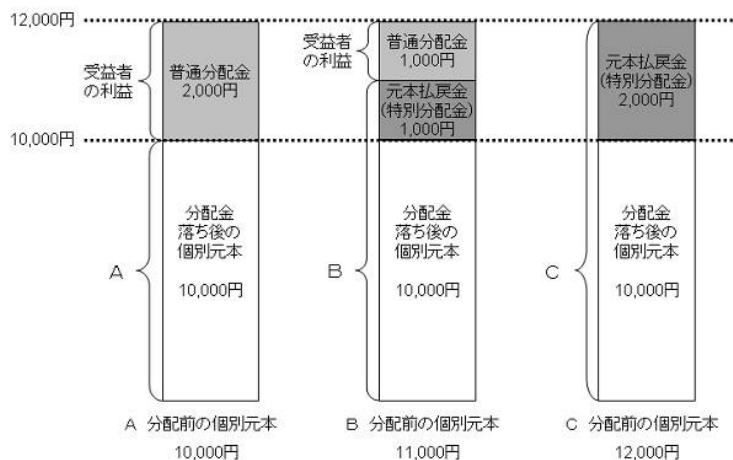 12,000円
10,000円
受益者
の利益
普通分配金
2,000円
A
分配金
落ち後の
個別元本
10,000円
A 分配前の個別元本
10,000円
受益者
の利益
普通分配金
1,000円
元本払戻金
(特別分配金)
1,000円
B
分配金
落ち後の
個別元本
10,000円
B 分配前の個別元本
11,000円
元本払戻金
(特別分配金)
2,000円
C
分配金
落ち後の
個別元本
10,000円
C 分配前の個別元本
12,000円